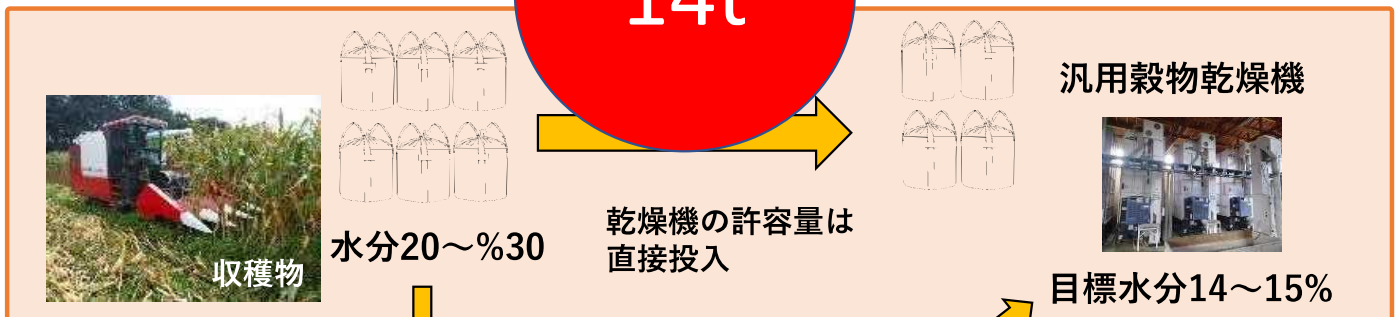 14t
汎用穀物乾燥機
乾燥機の許容量は
直接投入
水分20～%30
収穫物
目標水分14～15%